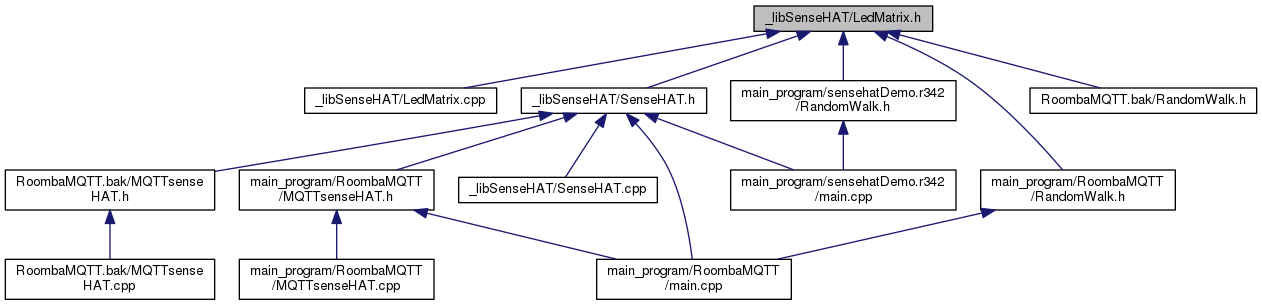 _libSenseHAT/LedMatrix.h
_libSenseHAT/LedMatrix.cpp
_libSenseHAT/SenseHAT.h
main_program/sensehatDemo.r342
/RandomWalk.h
RoombaMQTT.bak/RandomWalk.h
RoombaMQTT.bak/MQTTsense
HAT.h
main_program/RoombaMQTT
/MQTTsenseHAT.h
_libSenseHAT/SenseHAT.cpp
main_program/sensehatDemo.r342
/main.cpp
main_program/RoombaMQTT
/RandomWalk.h
RoombaMQTT.bak/MQTTsense
HAT.cpp
main_program/RoombaMQTT
/MQTTsenseHAT.cpp
main_program/RoombaMQTT
/main.cpp